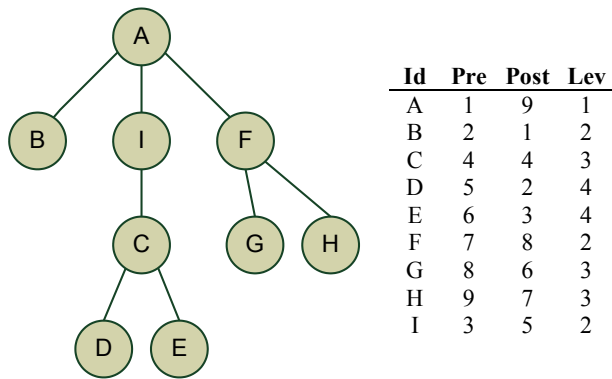 A
B I F
C G H
D E
Id Pre Post Lev
A 1 9 1
B 2 1 2
C 4 4 3
D 5 2 4
E 6 3 4
F 7 8 2
G 8 6 3
H 9 7 3
I 3 5 2